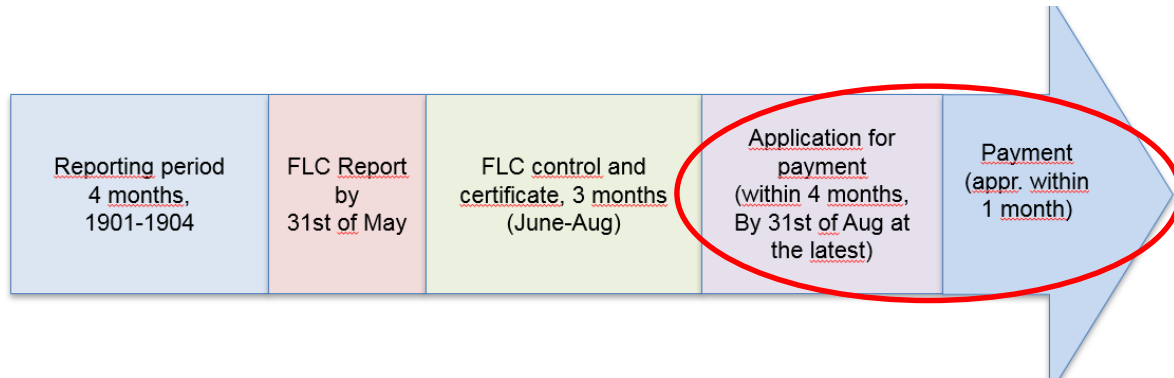 Reporting period
4 months,
1901-1904
FLC Report
by
31st of May
FLC control and
certificate, 3 months
(June-Aug)
Application for
payment
(within 4 months,
By 31st of Aug at
the latest)
Payment
(appr. within
1 month)